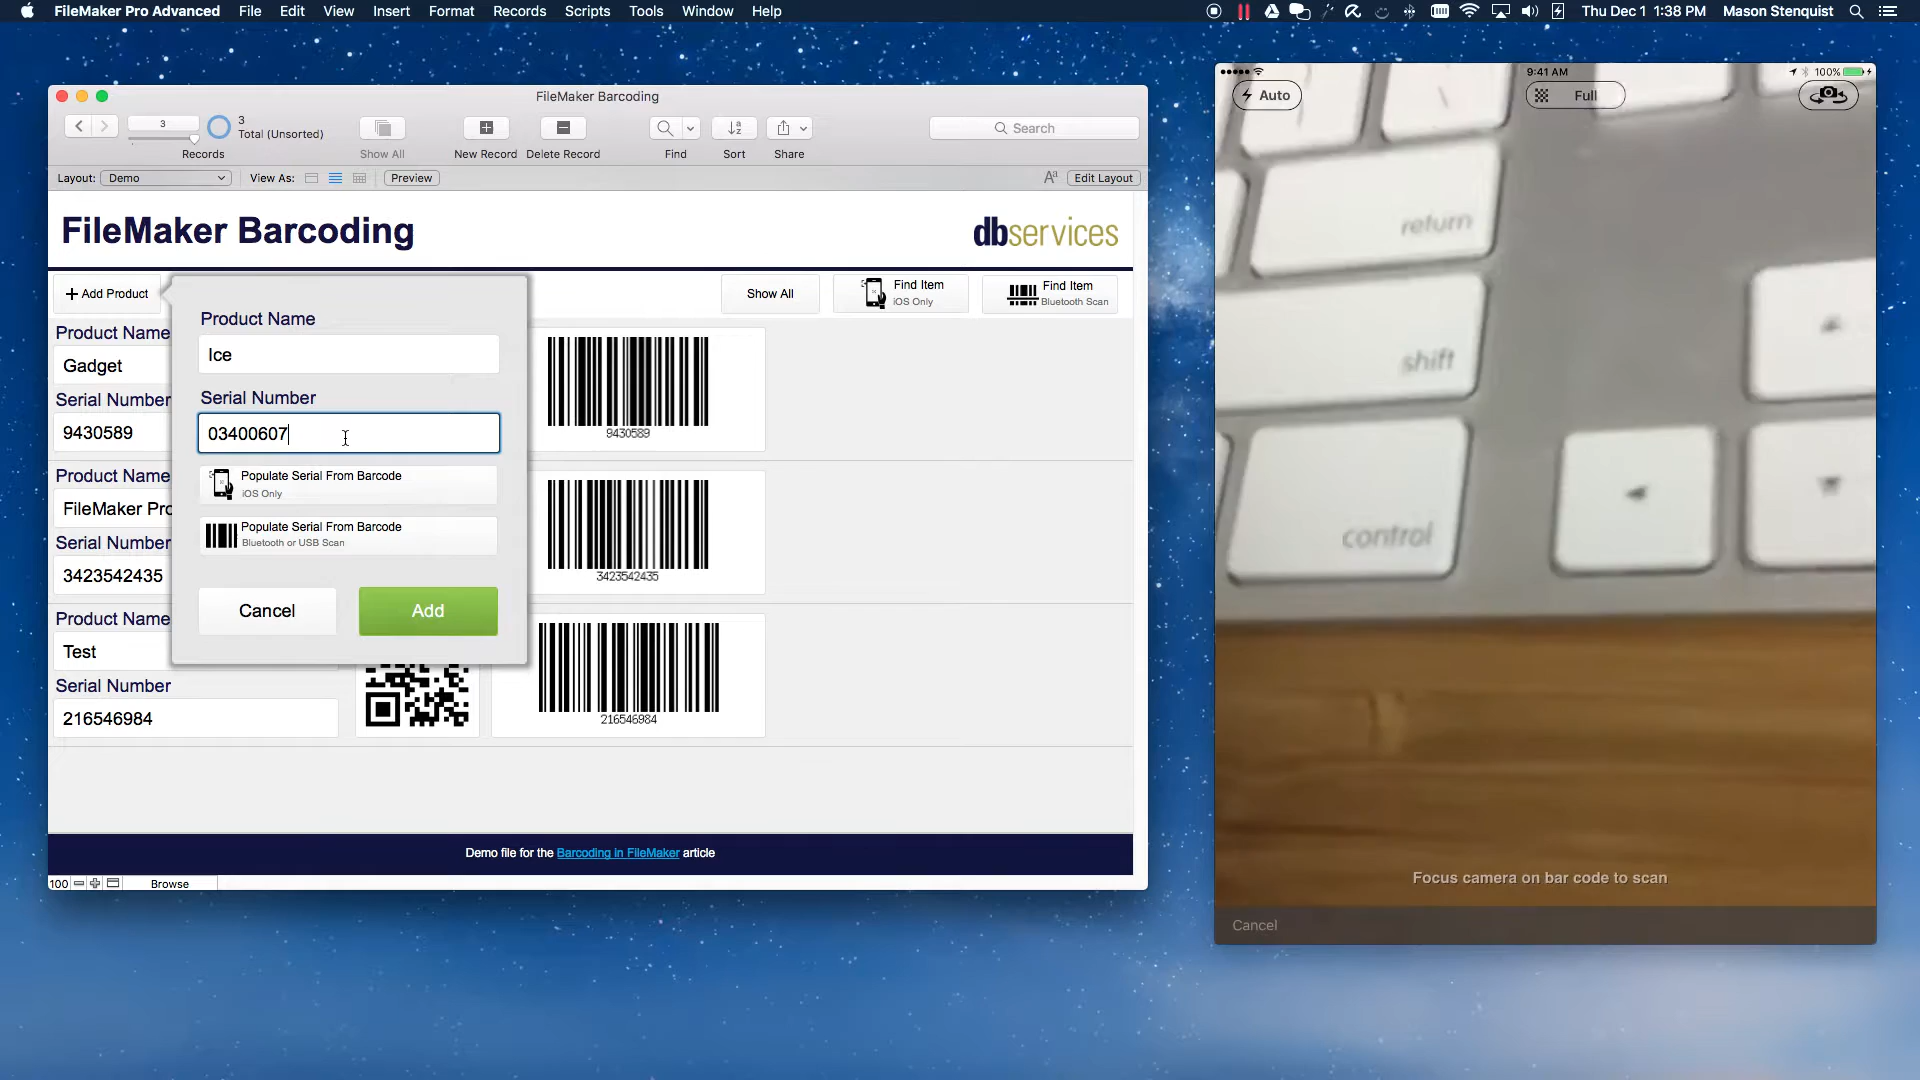 FileMaker Pro Advanced File Edit View Insert Format Records Scripts Tools Window Help Thu Dec 1 1:38 PM Mason Stenquist
FileMaker Barcoding
3 3 Total (Unsorted)
Records Show All New Record Delete Record Find Sort Share Search
Layout: Demo View As: Preview Aa Edit Layout
FileMaker Barcoding
dbservices
+ Add Product
Show All
Find Item
iOS Only
Find Item
Bluetooth Scan
Product Name
Gadget
Serial Number
9430589
9430589
Product Name
FileMaker Pro
Serial Number
3423542435
3423542435
Product Name
Test
Serial Number
216546984
216546984
Product Name
Ice
Serial Number
03400607
Populate Serial From Barcode
iOS Only
Populate Serial From Barcode
Bluetooth or USB Scan
Cancel Add
Demo file for the Barcoding in FileMaker article
100 Browse
9:41 AM 100%
Auto Full
return
shift
control
Focus camera on bar code to scan
Cancel